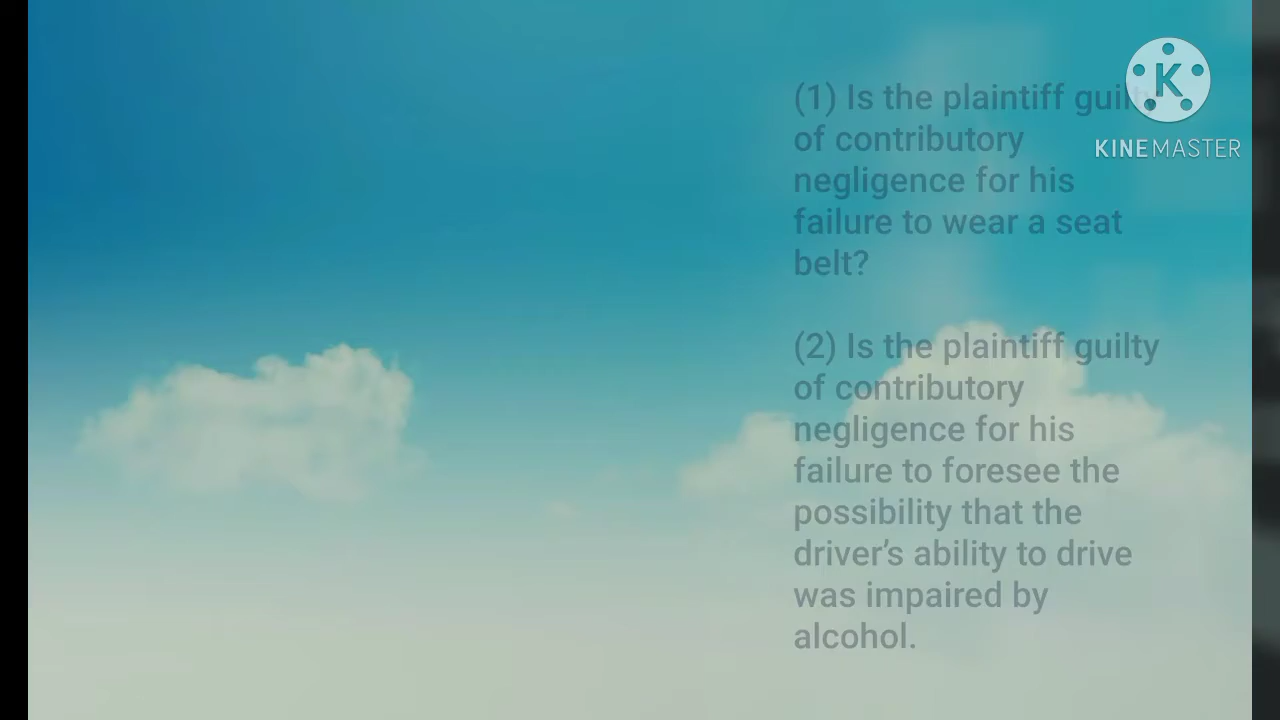 (1) Is the plaintiff guilty
of contributory
negligence for his
failure to wear a seat
belt?
(2) Is the plaintiff guilty
of contributory
negligence for his
failure to foresee the
possibility that the
driver’s ability to drive
was impaired by
alcohol.
K
KINEMASTER